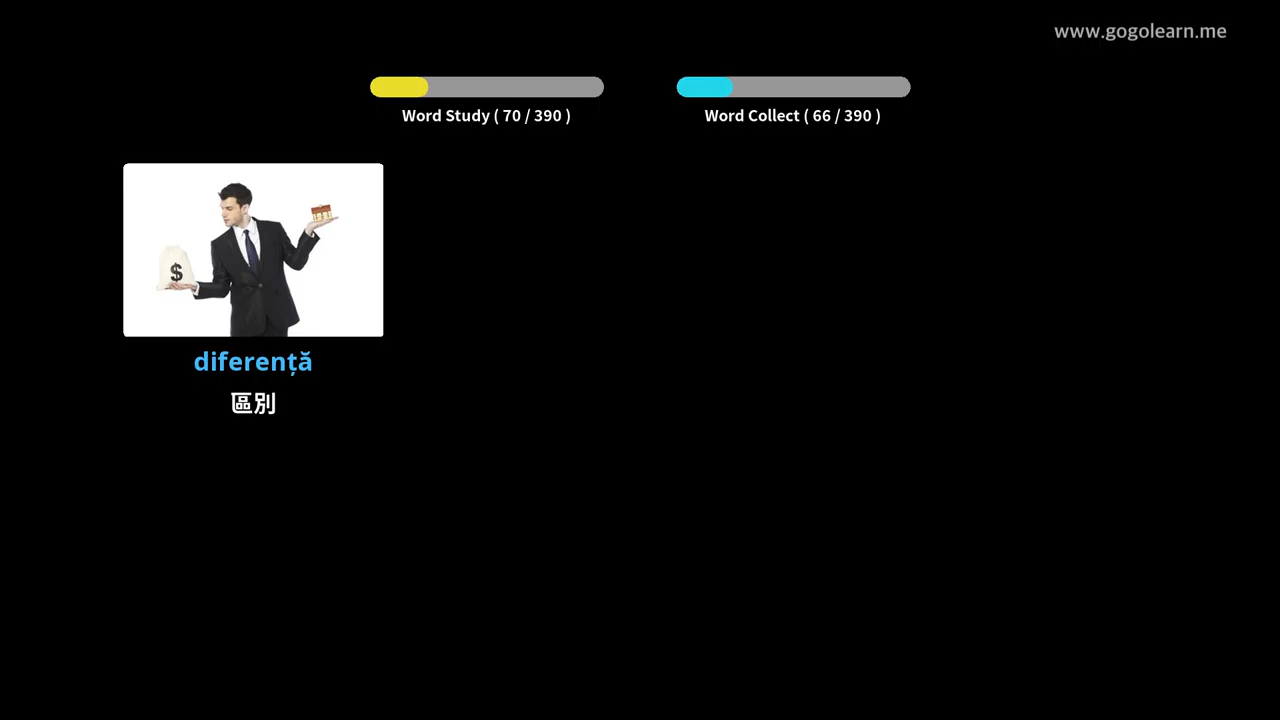 www.gogolearn.me
Word Study ( 70 / 390 )
Word Collect ( 66 / 390 )
$
diferență
區別